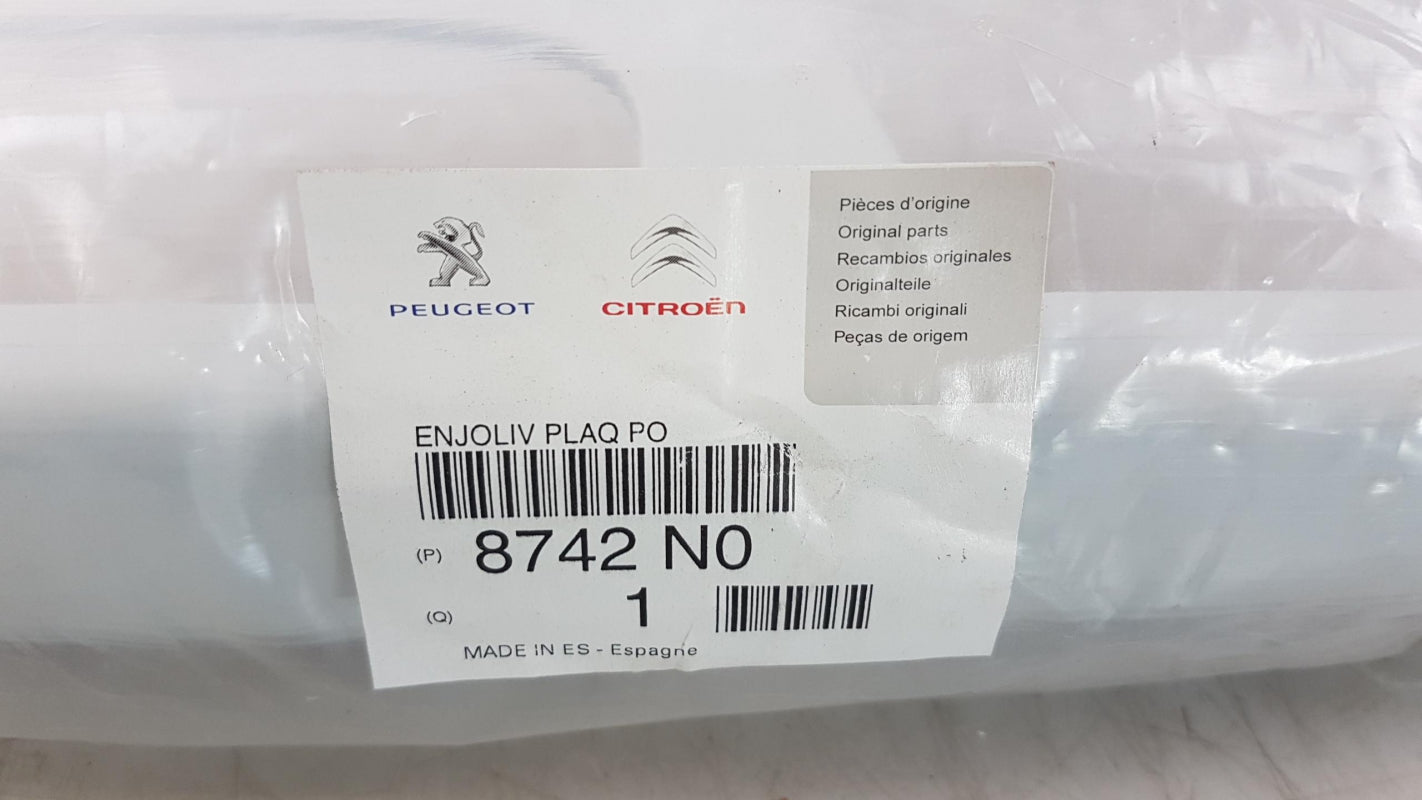 PEUGEOT
CITROËN
Pièces d'origine
Original parts
Recambios originales
Originalteile
Ricambi originali
Peças de origem
ENJOLIV PLAQ PO
(P) 8742 N0
(Q) 1
MADE IN ES - Espagne